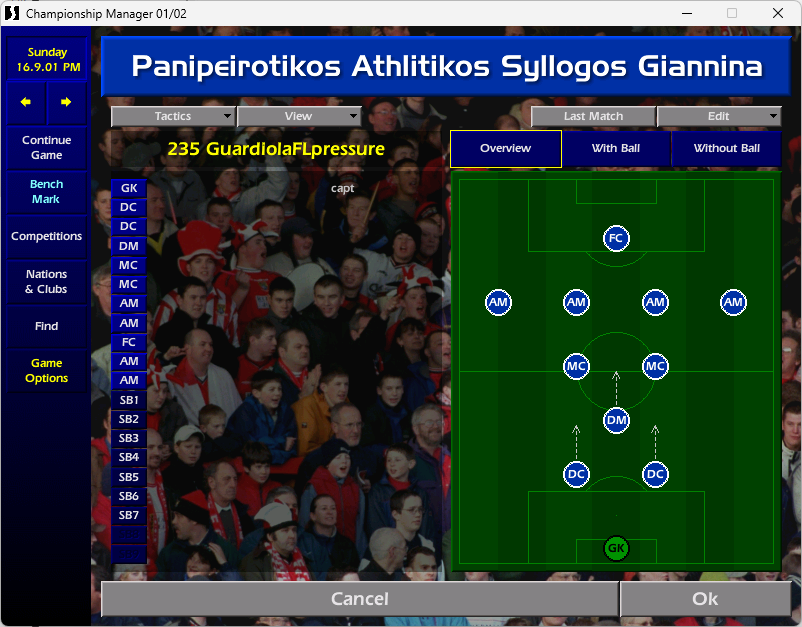 Championship Manager 01/02
Sunday
16.9.01 PM
Panipeirotikos Athlitikos Syllogos Giannina
Continue
Game
Bench
Mark
Competitions
Nations
& Clubs
Find
Game
Options
Tactics
View
Last Match
Edit
235 GuardiolaFLpressure
Overview
With Ball
Without Ball
GK
capt
DC
DC
DM
MC
MC
AM
AM
FC
AM
AM
SB1
SB2
SB3
SB4
SB5
SB6
SB7
FC
AM
AM
AM
AM
MC
MC
DM
DC
DC
GK
Cancel
Ok